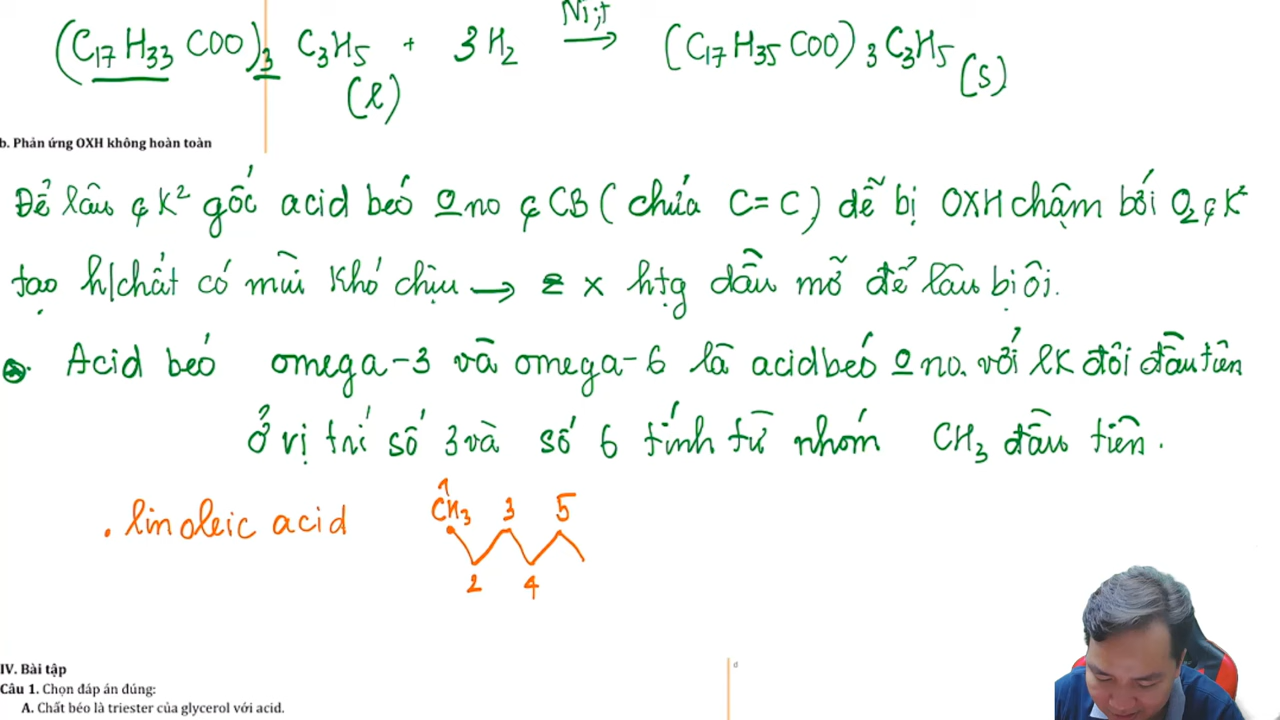 (C17H33COO)3 C3H5 + 3H2 →Ni,t (C17H35COO)3C3H5 (s)
(l)
b. Phản ứng OXH không hoàn toàn
Để lâu ç K² gốc acid béo o no ç CB (chứa C=C) dễ bị OXH chậm bởi O2 ç K²
tạo h/chất có mùi khó chịu → x htg dầu mỡ để lâu bị ôi.
Acid béo omega-3 và omega-6 là acid béo o no. với lK đôi đầu tiên
ở vị trí số 3 và số 6 tính từ nhóm CH3 đầu tiên.
. linoleic acid
1
CH3 3 5
2 4
IV. Bài tập
Câu 1. Chọn đáp án đúng:
A. Chất béo là triester của glycerol với acid.